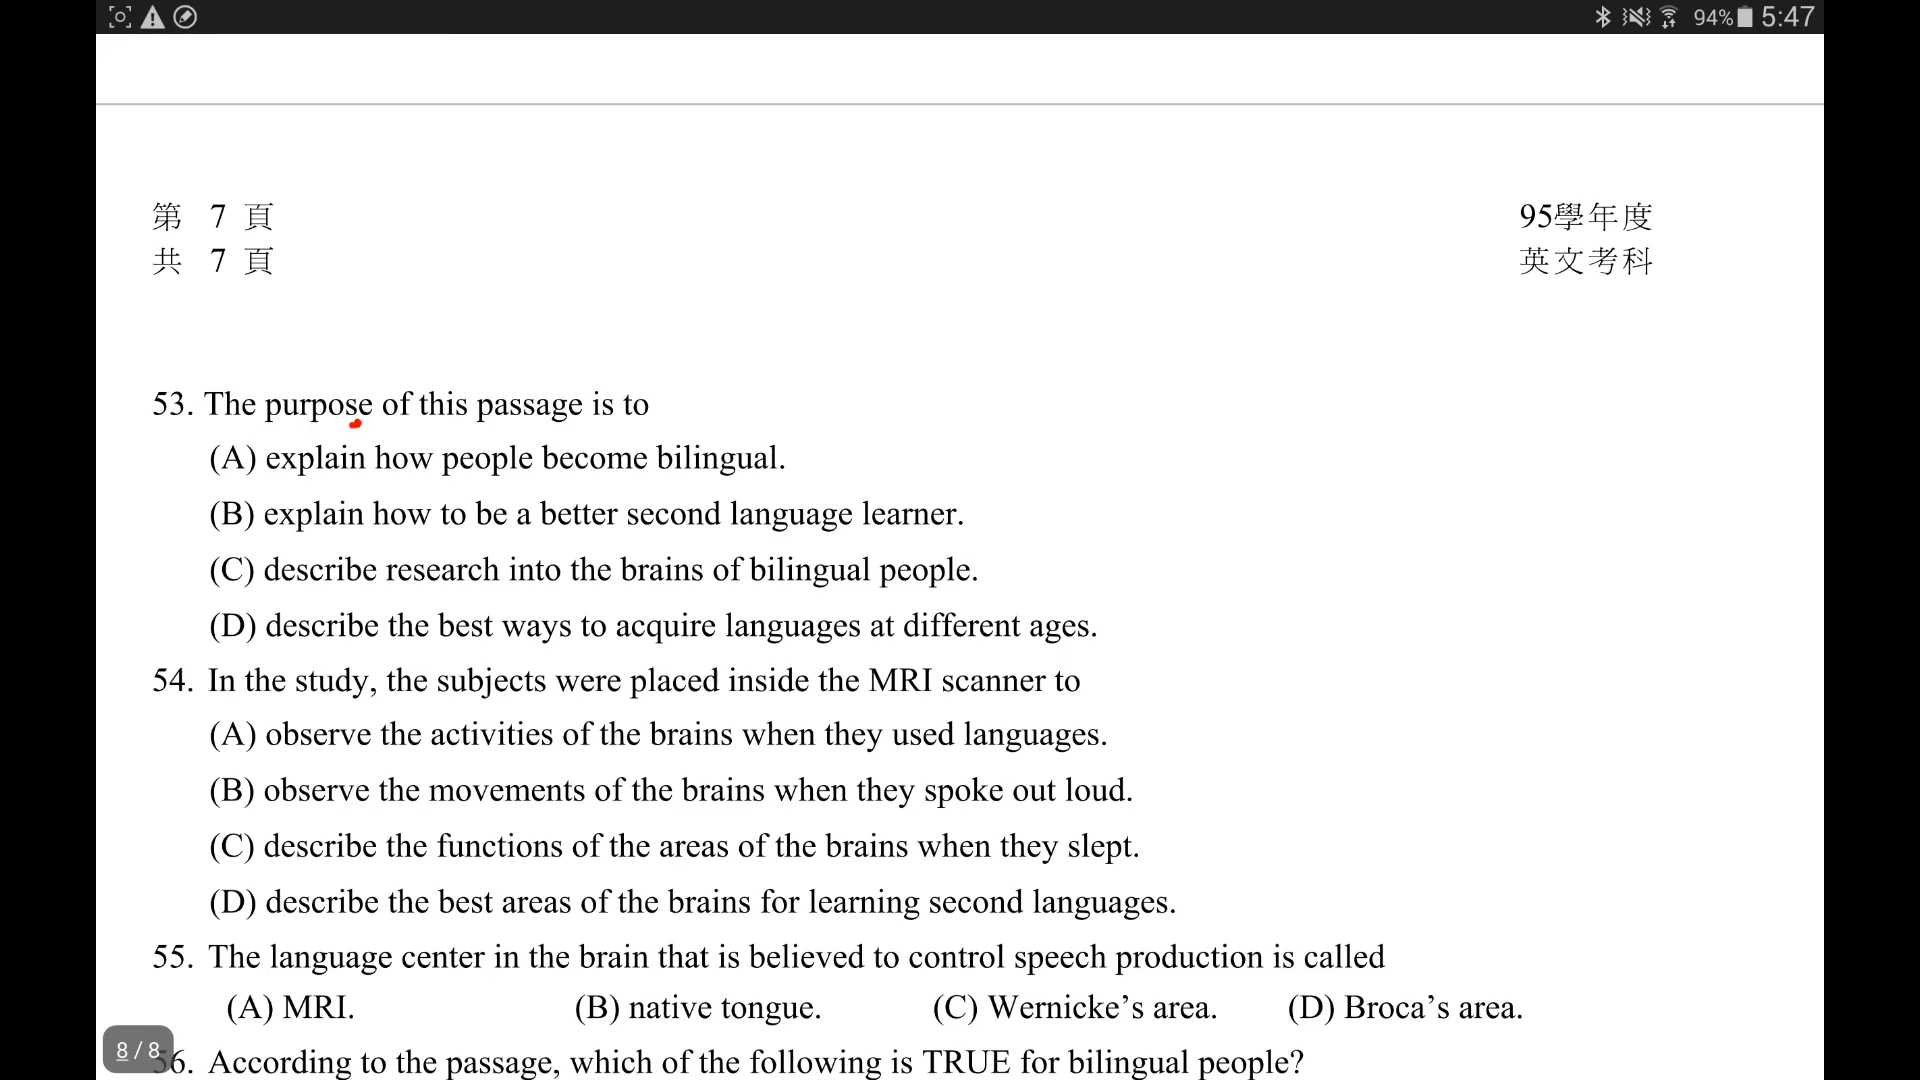 94% 5:47
第 7 頁 95學年度
共 7 頁 英文考科
53. The purpose of this passage is to
(A) explain how people become bilingual.
(B) explain how to be a better second language learner.
(C) describe research into the brains of bilingual people.
(D) describe the best ways to acquire languages at different ages.
54. In the study, the subjects were placed inside the MRI scanner to
(A) observe the activities of the brains when they used languages.
(B) observe the movements of the brains when they spoke out loud.
(C) describe the functions of the areas of the brains when they slept.
(D) describe the best areas of the brains for learning second languages.
55. The language center in the brain that is believed to control speech production is called
(A) MRI. (B) native tongue. (C) Wernicke’s area. (D) Broca’s area.
8 / 8
56. According to the passage, which of the following is TRUE for bilingual people?